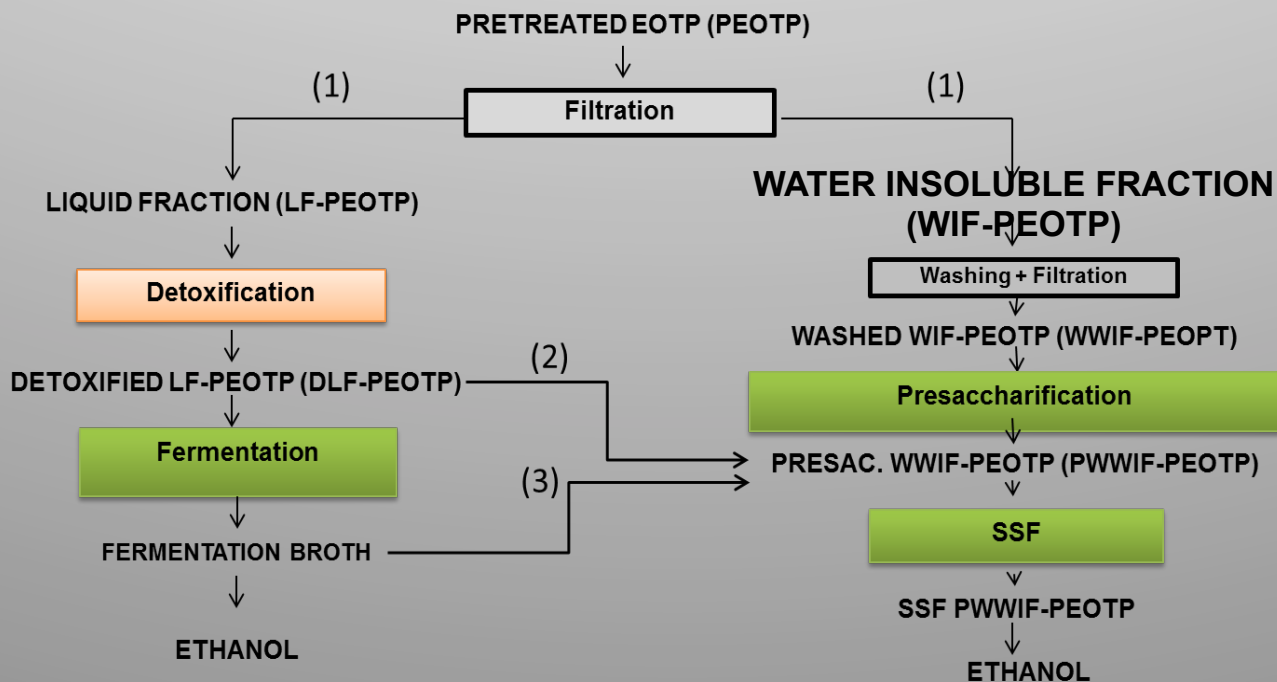 PRETREATED EOTP (PEOTP)
(1)
(1)
Filtration
LIQUID FRACTION (LF-PEOTP)
WATER INSOLUBLE FRACTION
(WIF-PEOTP)
Detoxification
Washing + Filtration
WASHED WIF-PEOTP (WWIF-PEOPT)
DETOXIFIED LF-PEOTP (DLF-PEOTP)
(2)
Presaccharification
Fermentation
PRESAC. WWIF-PEOTP (PWWIF-PEOTP)
(3)
SSF
FERMENTATION BROTH
SSF PWWIF-PEOTP
ETHANOL
ETHANOL